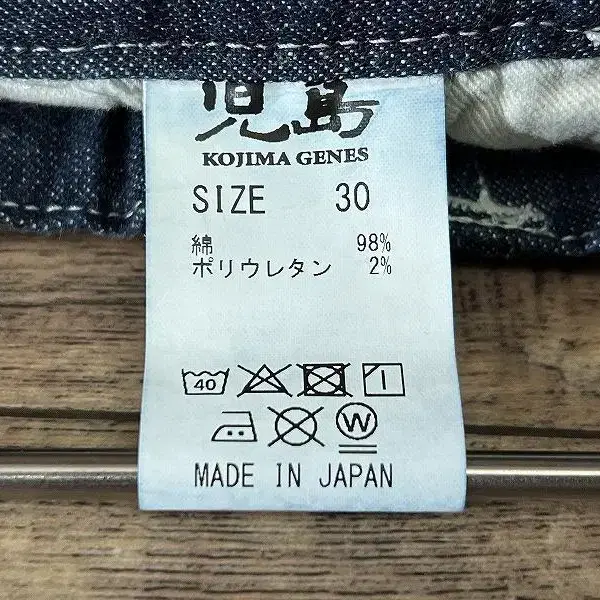 児島
KOJIMA GENES
SIZE 30
綿 98%
ポリウレタン 2%
40
W
MADE IN JAPAN